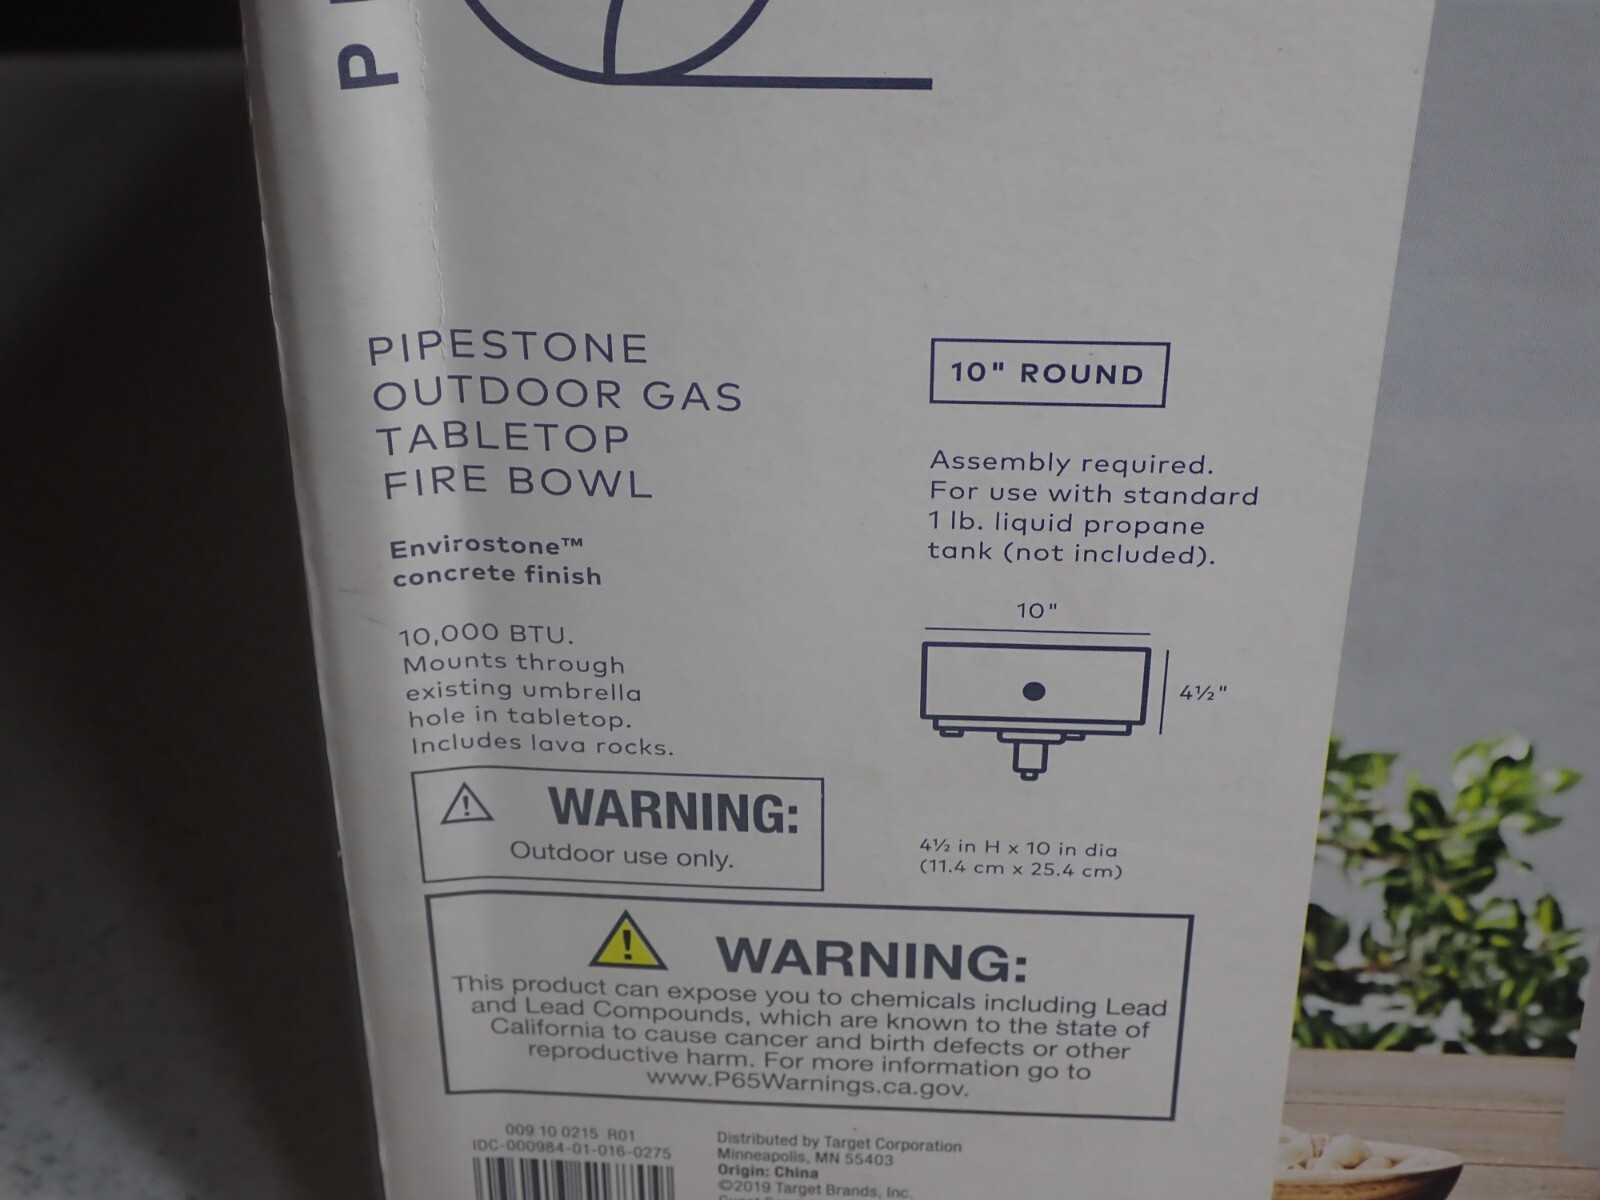 P
PIPESTONE
OUTDOOR GAS
TABLETOP
FIRE BOWL
Envirostone™
concrete finish
10,000 BTU.
Mounts through
existing umbrella
hole in tabletop.
Includes lava rocks.
10" ROUND
Assembly required.
For use with standard
1 lb. liquid propane
tank (not included).
10"
4½"
4½ in H x 10 in dia
(11.4 cm x 25.4 cm)
WARNING:
Outdoor use only.
WARNING:
This product can expose you to chemicals including Lead
and Lead Compounds, which are known to the state of
California to cause cancer and birth defects or other
reproductive harm. For more information go to
www.P65Warnings.ca.gov.
009 10 0215 R01
IDC-000984-01-016-0275
Distributed by Target Corporation
Minneapolis, MN 55403
Origin: China
©2019 Target Brands, Inc.